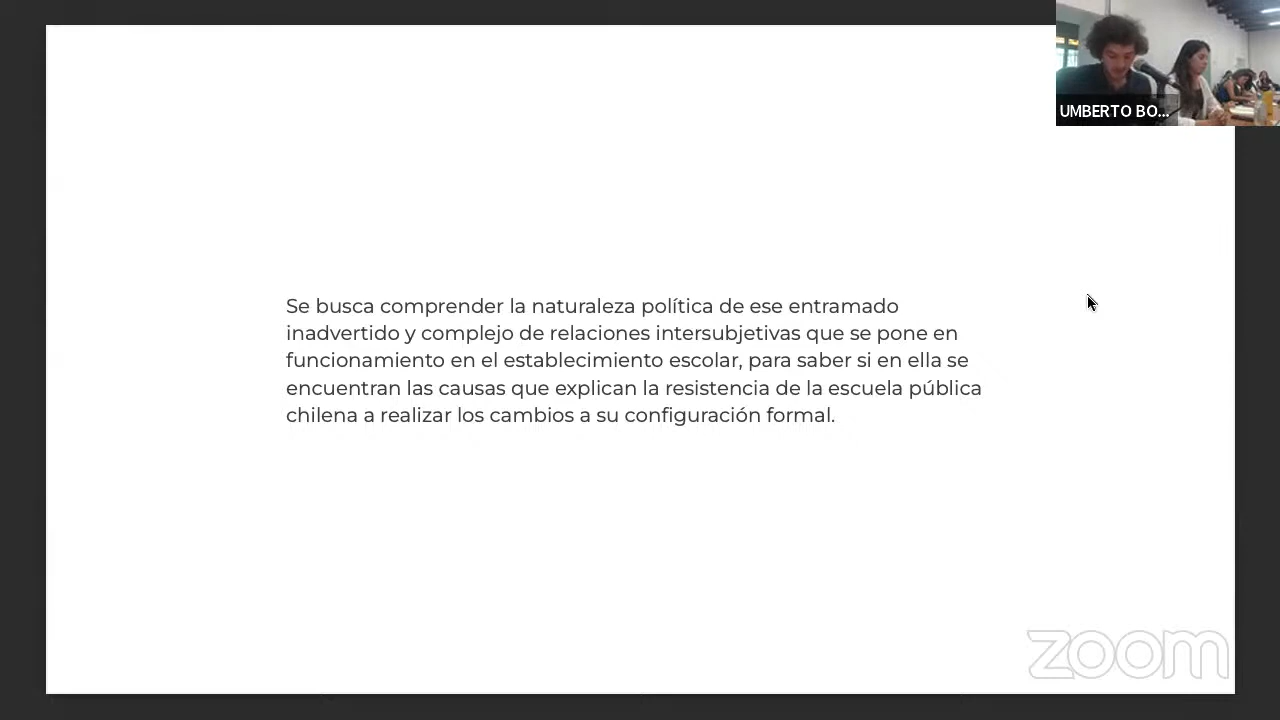 UMBERTO BO...
Se busca comprender la naturaleza política de ese entramado
inadvertido y complejo de relaciones intersubjetivas que se pone en
funcionamiento en el establecimiento escolar, para saber si en ella se
encuentran las causas que explican la resistencia de la escuela pública
chilena a realizar los cambios a su configuración formal.
zoom